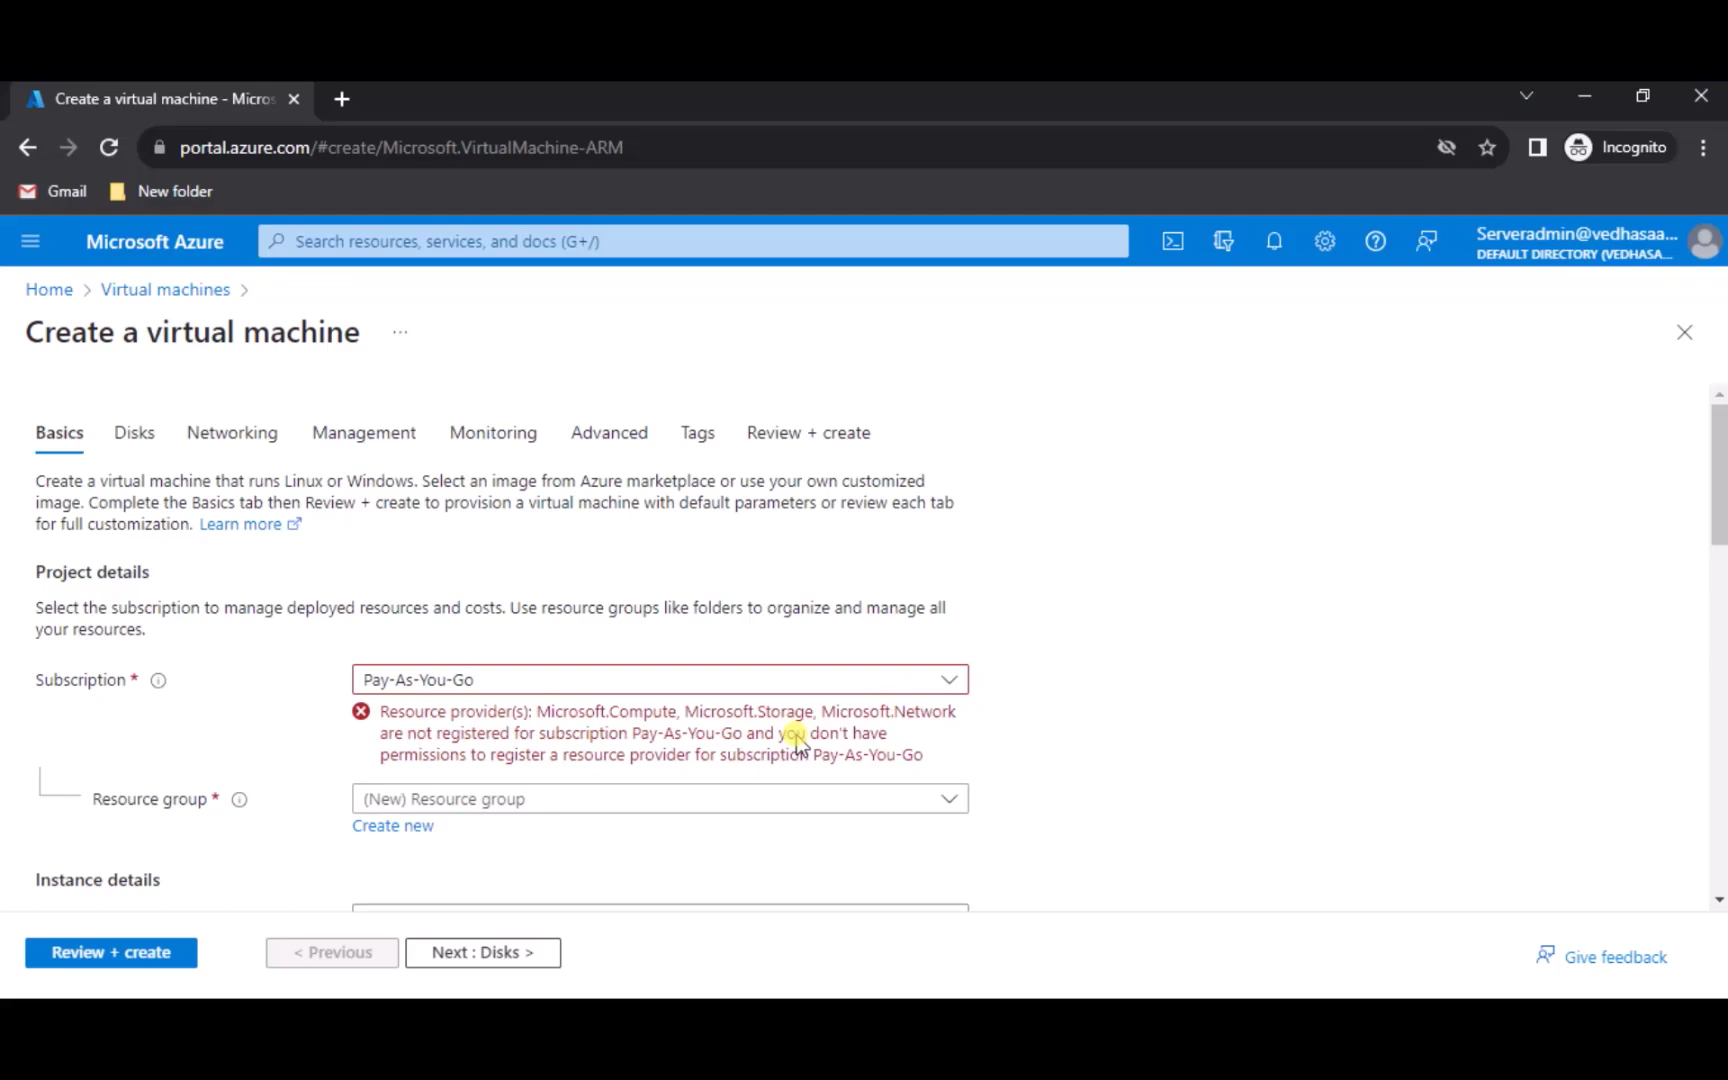 Create a virtual machine - Micros
portal.azure.com/#create/Microsoft.VirtualMachine-ARM
Incognito
Gmail
New folder
Microsoft Azure
Search resources, services, and docs (G+/)
Serveradmin@vedhasaa...
DEFAULT DIRECTORY (VEDHASA...
Home > Virtual machines >
Create a virtual machine ...
Basics
Disks
Networking
Management
Monitoring
Advanced
Tags
Review + create
Create a virtual machine that runs Linux or Windows. Select an image from Azure marketplace or use your own customized
image. Complete the Basics tab then Review + create to provision a virtual machine with default parameters or review each tab
for full customization. Learn more
Project details
Select the subscription to manage deployed resources and costs. Use resource groups like folders to organize and manage all
your resources.
Subscription *
Pay-As-You-Go
Resource provider(s): Microsoft.Compute, Microsoft.Storage, Microsoft.Network
are not registered for subscription Pay-As-You-Go and you don't have
permissions to register a resource provider for subscription Pay-As-You-Go
Resource group *
(New) Resource group
Create new
Instance details
Review + create
< Previous
Next : Disks >
Give feedback